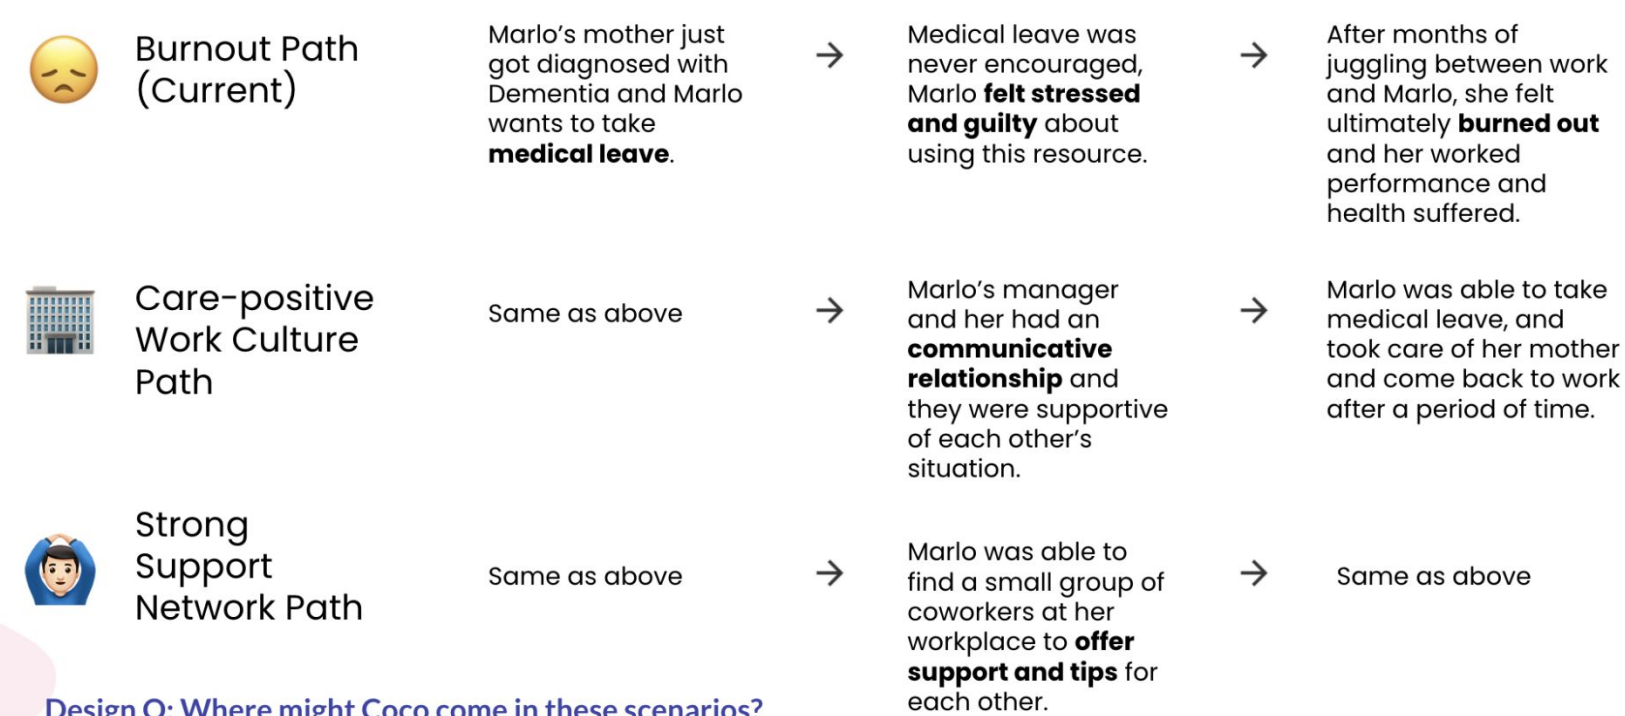 Burnout Path
(Current)
Marlo's mother just
got diagnosed with
Dementia and Marlo
wants to take
medical leave.
→
Medical leave was
never encouraged,
Marlo felt stressed
and guilty about
using this resource.
→
After months of
juggling between work
and Marlo, she felt
ultimately burned out
and her worked
performance and
health suffered.
Care-positive
Work Culture
Path
Same as above
→
Marlo's manager
and her had an
communicative
relationship and
they were supportive
of each other's
situation.
→
Marlo was able to take
medical leave, and
took care of her mother
and come back to work
after a period of time.
Strong
Support
Network Path
Same as above
→
Marlo was able to
find a small group of
coworkers at her
workplace to offer
support and tips for
each other.
→
Same as above
Design Q: Where might Coco come in these scenarios?